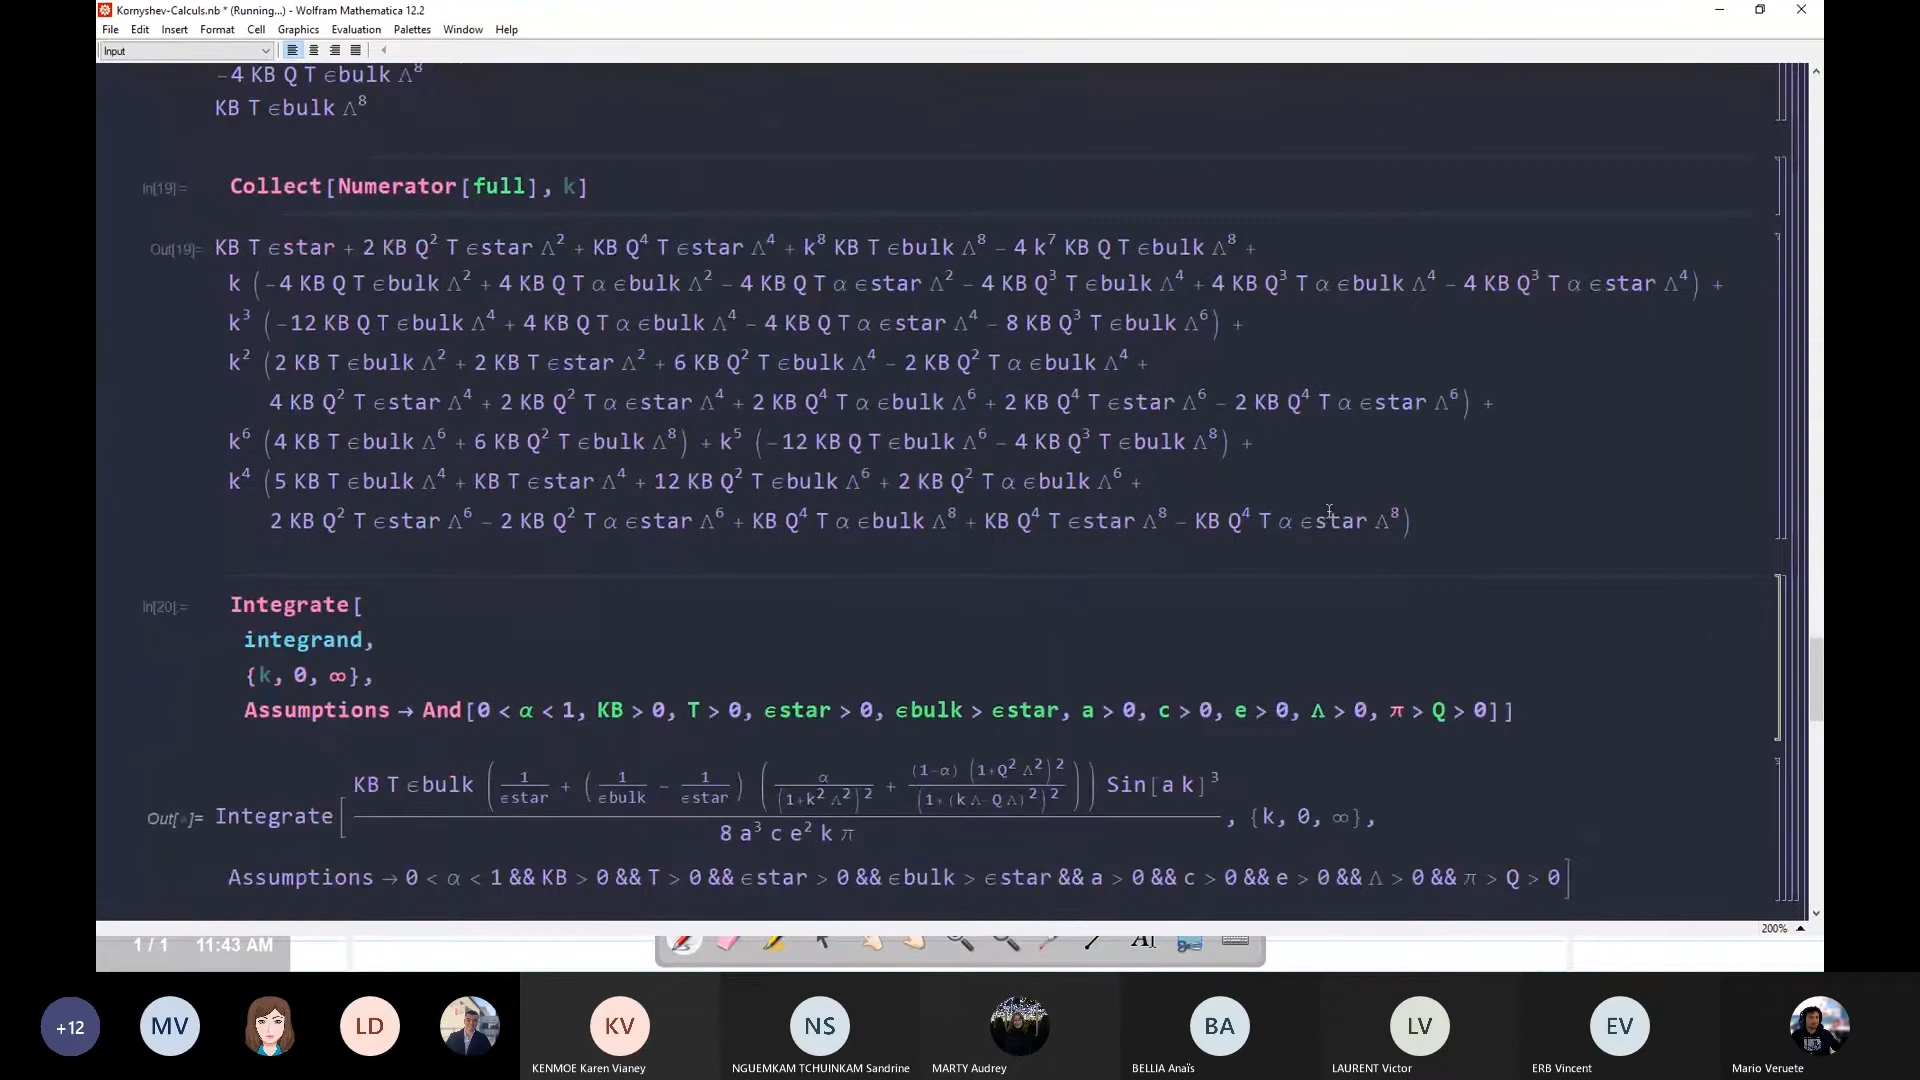 Kornyshev-Calculs.nb * (Running...) - Wolfram Mathematica 12.2
File Edit Insert Format Cell Graphics Evaluation Palettes Window Help
Input
-4 KB Q T ϵbulk Λ^8
KB T ϵbulk Λ^8
In[19]:= Collect[Numerator[full], k]
Out[19]= KB T ϵstar + 2 KB Q^2 T ϵstar Λ^2 + KB Q^4 T ϵstar Λ^4 + k^8 KB T ϵbulk Λ^8 - 4 k^7 KB Q T ϵbulk Λ^8 +
k (-4 KB Q T ϵbulk Λ^2 + 4 KB Q T α ϵbulk Λ^2 - 4 KB Q T α ϵstar Λ^2 - 4 KB Q^3 T ϵbulk Λ^4 + 4 KB Q^3 T α ϵbulk Λ^4 - 4 KB Q^3 T α ϵstar Λ^4) +
k^3 (-12 KB Q T ϵbulk Λ^4 + 4 KB Q T α ϵbulk Λ^4 - 4 KB Q T α ϵstar Λ^4 - 8 KB Q^3 T ϵbulk Λ^6) +
k^2 (2 KB T ϵbulk Λ^2 + 2 KB T ϵstar Λ^2 + 6 KB Q^2 T ϵbulk Λ^4 - 2 KB Q^2 T α ϵbulk Λ^4 +
4 KB Q^2 T ϵstar Λ^4 + 2 KB Q^2 T α ϵstar Λ^4 + 2 KB Q^4 T α ϵbulk Λ^6 + 2 KB Q^4 T ϵstar Λ^6 - 2 KB Q^4 T α ϵstar Λ^6) +
k^6 (4 KB T ϵbulk Λ^6 + 6 KB Q^2 T ϵbulk Λ^8) + k^5 (-12 KB Q T ϵbulk Λ^6 - 4 KB Q^3 T ϵbulk Λ^8) +
k^4 (5 KB T ϵbulk Λ^4 + KB T ϵstar Λ^4 + 12 KB Q^2 T ϵbulk Λ^6 + 2 KB Q^2 T α ϵbulk Λ^6 +
2 KB Q^2 T ϵstar Λ^6 - 2 KB Q^2 T α ϵstar Λ^6 + KB Q^4 T α ϵbulk Λ^8 + KB Q^4 T ϵstar Λ^8 - KB Q^4 T α ϵstar Λ^8)
In[20]:= Integrate[
integrand,
{k, 0, ∞},
Assumptions → And[0 < α < 1, KB > 0, T > 0, ϵstar > 0, ϵbulk > ϵstar, a > 0, c > 0, e > 0, Λ > 0, π > Q > 0]]
Out[ ]= Integrate[(KB T ϵbulk (1/ϵstar + (1/ϵbulk - 1/ϵstar) (α/(1+k^2 Λ^2)^2 + ((1-α) (1+Q^2 Λ^2)^2)/(1+(k Λ-Q Λ)^2)^2)) Sin[a k]^3)/(8 a^3 c e^2 k π), {k, 0, ∞},
Assumptions → 0 < α < 1 && KB > 0 && T > 0 && ϵstar > 0 && ϵbulk > ϵstar && a > 0 && c > 0 && e > 0 && Λ > 0 && π > Q > 0]
200%
1 / 1 11:43 AM
+12 MV LD KV NS BA LV EV
KENMOE Karen Vianey
NGUEMKAM TCHUINKAM Sandrine
MARTY Audrey
BELLIA Anaïs
LAURENT Victor
ERB Vincent
Mario Veruete